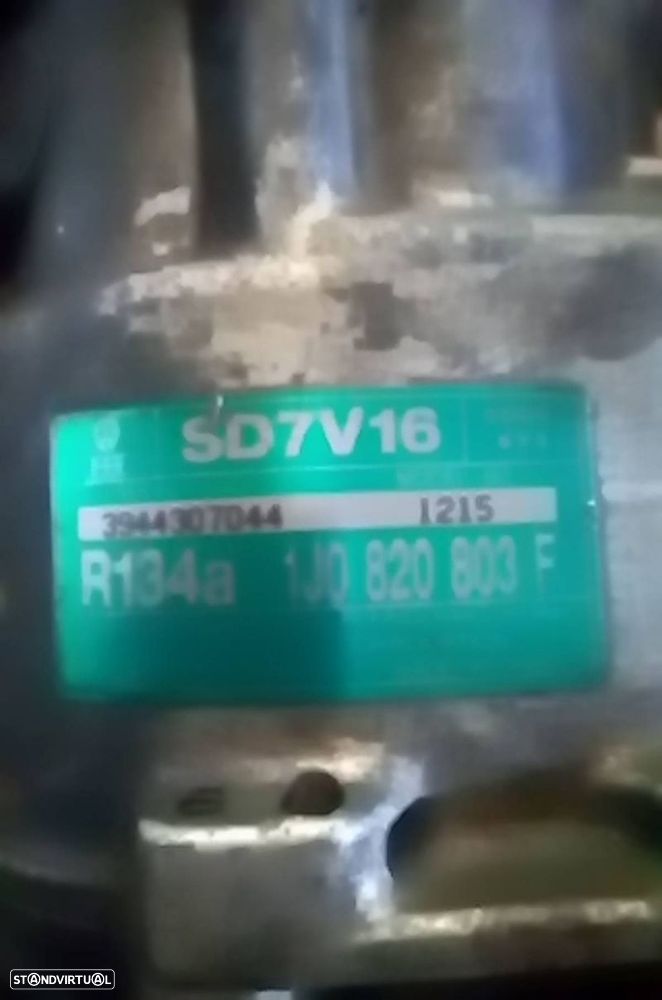 SD7V16
3944307044 1215
R134a 1J0 820 803 F
STANDVIRTUAL